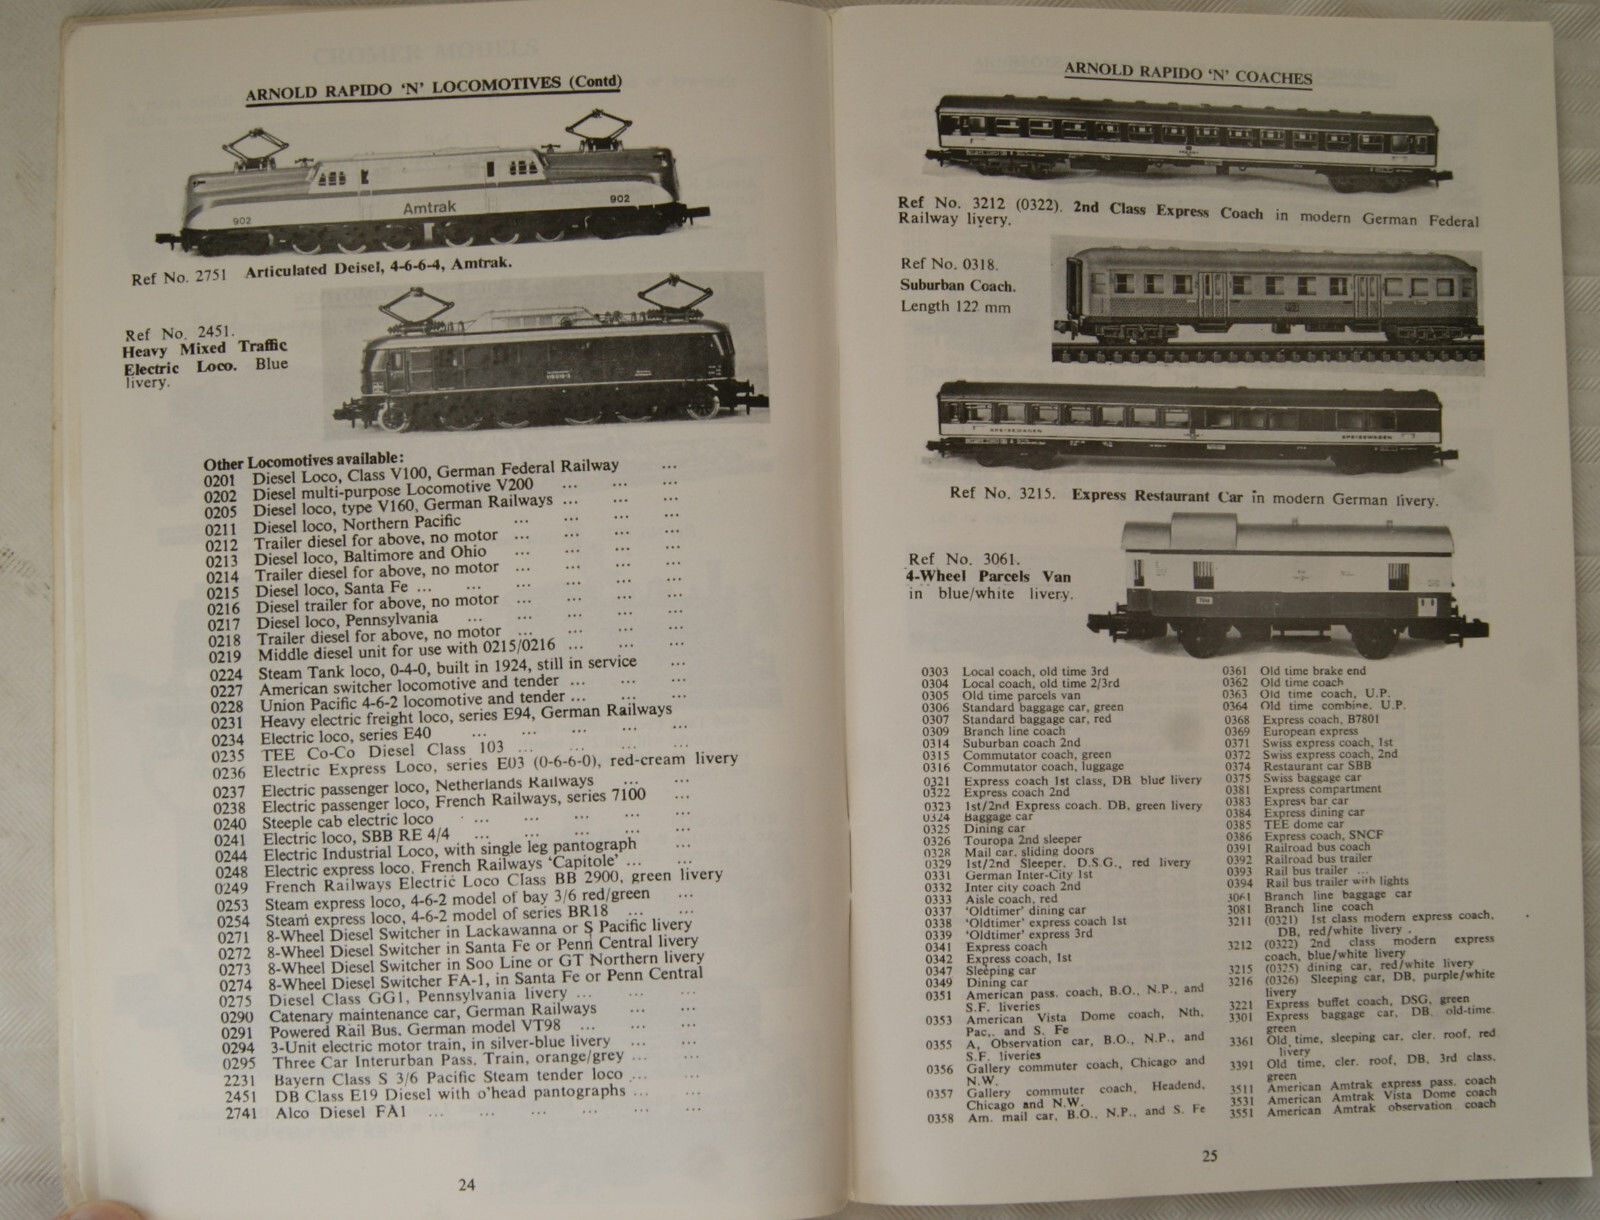 ARNOLD RAPIDO 'N' LOCOMOTIVES (Contd)
902
Amtrak
902
Ref No. 2751 Articulated Deisel, 4-6-6-4, Amtrak.
Ref No. 2451.
Heavy Mixed Traffic
Electric Loco. Blue
livery.
Other Locomotives available:
0201 Diesel Loco, Class V100, German Federal Railway ...
0202 Diesel multi-purpose Locomotive V200 ... ... ...
0205 Diesel loco, type V160, German Railways ... ... ...
0211 Diesel loco, Northern Pacific ... ... ... ...
0212 Trailer diesel for above, no motor ... ... ... ...
0213 Diesel loco, Baltimore and Ohio ... ... ... ...
0214 Trailer diesel for above, no motor ... ... ... ...
0215 Diesel loco, Santa Fe ... ... ... ... ...
0216 Diesel trailer for above, no motor ... ... ... ...
0217 Diesel loco, Pennsylvania ... ... ... ... ...
0218 Trailer diesel for above, no motor ... ... ... ...
0219 Middle diesel unit for use with 0215/0216 ... ... ...
0224 Steam Tank loco, 0-4-0, built in 1924, still in service ...
0227 American switcher locomotive and tender ... ... ...
0228 Union Pacific 4-6-2 locomotive and tender ... ... ...
0231 Heavy electric freight loco, series E94, German Railways
0234 Electric loco, series E40 ... ... ... ... ...
0235 TEE Co-Co Diesel Class 103 ... ... ... ...
0236 Electric Express Loco, series E03 (0-6-6-0), red-cream livery
0237 Electric passenger loco, Netherlands Railways ... ...
0238 Electric passenger loco, French Railways, series 7100 ...
0240 Steeple cab electric loco ... ... ... ... ...
0241 Electric loco, SBB RE 4/4 ... ... ... ... ...
0244 Electric Industrial Loco, with single leg pantograph ...
0248 Electric express loco, French Railways 'Capitole' ... ...
0249 French Railways Electric Loco Class BB 2900, green livery
0253 Steam express loco, 4-6-2 model of bay 3/6 red/green ...
0254 Steam express loco, 4-6-2 model of series BR18 ... ...
0271 8-Wheel Diesel Switcher in Lackawanna or S Pacific livery
0272 8-Wheel Diesel Switcher in Santa Fe or Penn Central livery
0273 8-Wheel Diesel Switcher in Soo Line or GT Northern livery
0274 8-Wheel Diesel Switcher FA-1, in Santa Fe or Penn Central
0275 Diesel Class GG1, Pennsylvania livery ... ... ...
0290 Catenary maintenance car, German Railways ... ...
0291 Powered Rail Bus, German model VT98 ... ... ...
0294 3-Unit electric motor train, in silver-blue livery ... ...
0295 Three Car Interurban Pass. Train, orange/grey ... ...
2231 Bayern Class S 3/6 Pacific Steam tender loco ... ...
2451 DB Class E19 Diesel with o'head pantographs ... ...
2741 Alco Diesel FA1 ... ... ... ... ... ...
24
ARNOLD RAPIDO 'N' COACHES
Ref No. 3212 (0322). 2nd Class Express Coach in modern German Federal
Railway livery.
Ref No. 0318.
Suburban Coach.
Length 122 mm
SPEISEWAGEN
SPEISEWAGEN
Ref No. 3215. Express Restaurant Car in modern German livery.
Ref No. 3061.
4-Wheel Parcels Van
in blue/white livery.
0303 Local coach, old time 3rd
0304 Local coach, old time 2/3rd
0305 Old time parcels van
0306 Standard baggage car, green
0307 Standard baggage car, red
0309 Branch line coach
0314 Suburban coach 2nd
0315 Commutator coach, green
0316 Commutator coach, luggage
0321 Express coach 1st class, DB blue livery
0322 Express coach 2nd
0323 1st/2nd Express coach. DB, green livery
0324 Baggage car
0325 Dining car
0326 Touropa 2nd sleeper
0328 Mail car, sliding doors
0329 1st/2nd Sleeper, D.S.G., red livery
0331 German Inter-City 1st
0332 Inter city coach 2nd
0333 Aisle coach, red
0337 'Oldtimer' dining car
0338 'Oldtimer' express coach 1st
0339 'Oldtimer' express 3rd
0341 Express coach
0342 Express coach, 1st
0347 Sleeping car
0349 Dining car
0351 American pass. coach, B.O., N.P., and
S.F. liveries
0353 American Vista Dome coach, Nth,
Pac., and S. Fe
0355 A, Observation car, B.O., N.P., and
S.F. liveries
0356 Gallery commuter coach, Chicago and
N.W.
0357 Gallery commuter coach, Headend,
Chicago and N.W.
0358 Am. mail car, B.O., N.P., and S. Fe
0361 Old time brake end
0362 Old time coach
0363 Old time coach, U.P.
0364 Old time combine, U.P.
0368 Express coach, B7801
0369 European express
0371 Swiss express coach, 1st
0372 Swiss express coach, 2nd
0374 Restaurant car SBB
0375 Swiss baggage car
0381 Express compartment
0383 Express bar car
0384 Express dining car
0385 TEE dome car
0386 Express coach, SNCF
0391 Railroad bus coach
0392 Railroad bus trailer
0393 Rail bus trailer ...
0394 Rail bus trailer with lights
3061 Branch line baggage car
3081 Branch line coach
3211 (0321) 1st class modern express coach,
DB, red/white livery .
3212 (0322) 2nd class modern express
coach, blue/white livery
3215 (0325) dining car, red/white livery
3216 (0326) Sleeping car, DB, purple/white
livery
3221 Express buffet coach, DSG, green
3301 Express baggage car, DB, old-time,
green
3361 Old time, sleeping car, cler. roof, red
livery
3391 Old time, cler. roof, DB, 3rd class,
green
3511 American Amtrak express pass. coach
3531 American Amtrak Vista Dome coach
3551 American Amtrak observation coach
25